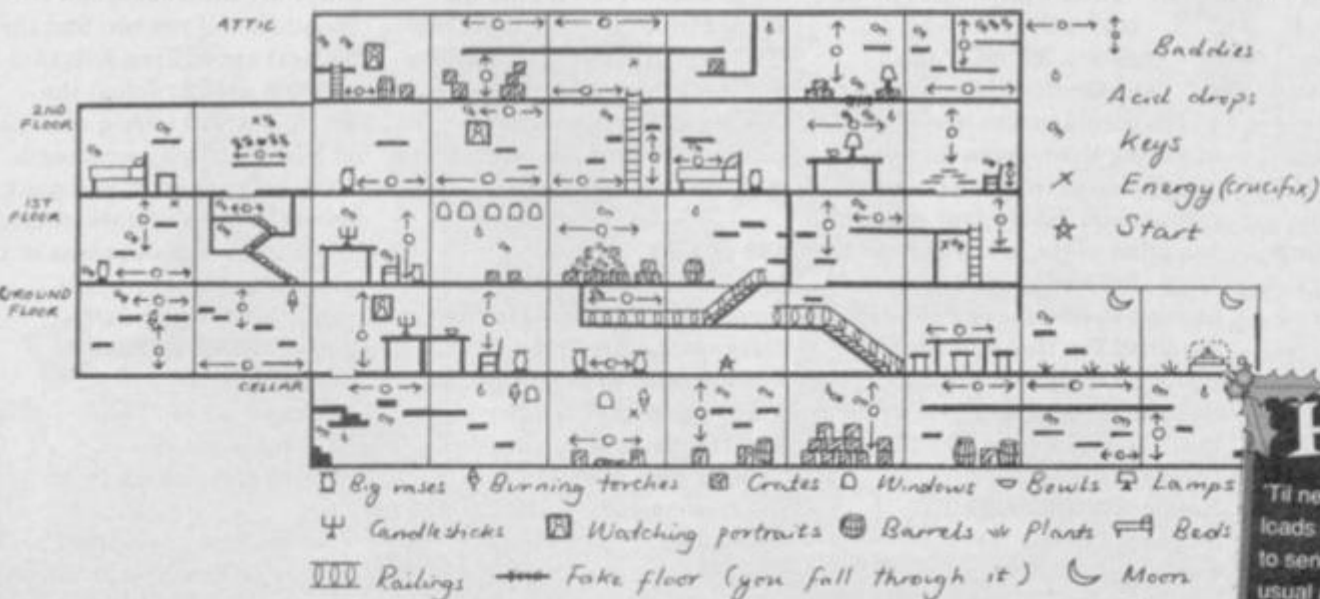 ATTIC
2ND
FLOOR
1ST
FLOOR
GROUND
FLOOR
CELLAR
Baddies
Acid drops
Keys
Energy (crucifix)
Start
Big vases Burning torches Crates Windows Bowls Lamps
Candlesticks Watching portraits Barrels Plants Beds
Railings Fake floor (you fall through it) Moon
'Til ne
loads
to sen
usual